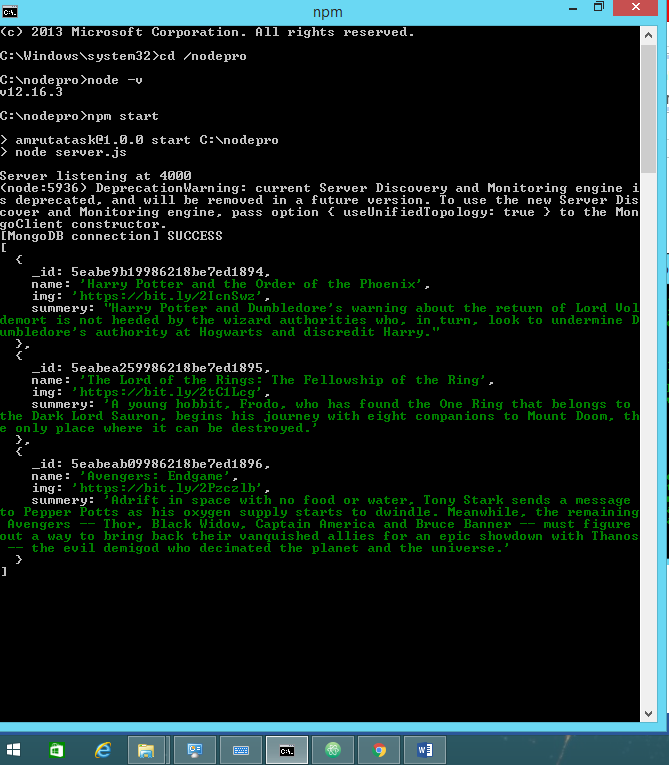 npm
(c) 2013 Microsoft Corporation. All rights reserved.
C:\Windows\system32>cd /nodepro
C:\nodepro>node -v
v12.16.3
C:\nodepro>npm start
> amrutatask@1.0.0 start C:\nodepro
> node server.js
Server listening at 4000
(node:5936) DeprecationWarning: current Server Discovery and Monitoring engine i
s deprecated, and will be removed in a future version. To use the new Server Dis
cover and Monitoring engine, pass option { useUnifiedTopology: true } to the Mon
goClient constructor.
[MongoDB connection] SUCCESS
[
  {
    _id: 5eabe9b19986218be7ed1894,
    name: 'Harry Potter and the Order of the Phoenix',
    img: 'https://bit.ly/2IcnSwz',
    summery: "Harry Potter and Dumbledore's warning about the return of Lord Vol
demort is not heeded by the wizard authorities who, in turn, look to undermine D
umbledore's authority at Hogwarts and discredit Harry."
  },
  {
    _id: 5eabea259986218be7ed1895,
    name: 'The Lord of the Rings: The Fellowship of the Ring',
    img: 'https://bit.ly/2tC1Lcg',
    summery: 'A young hobbit, Frodo, who has found the One Ring that belongs to
the Dark Lord Sauron, begins his journey with eight companions to Mount Doom, th
e only place where it can be destroyed.'
  },
  {
    _id: 5eabeab09986218be7ed1896,
    name: 'Avengers: Endgame',
    img: 'https://bit.ly/2Pzczlb',
    summery: 'Adrift in space with no food or water, Tony Stark sends a message
to Pepper Potts as his oxygen supply starts to dwindle. Meanwhile, the remaining
 Avengers -- Thor, Black Widow, Captain America and Bruce Banner -- must figure
out a way to bring back their vanquished allies for an epic showdown with Thanos
 -- the evil demigod who decimated the planet and the universe.'
  }
]